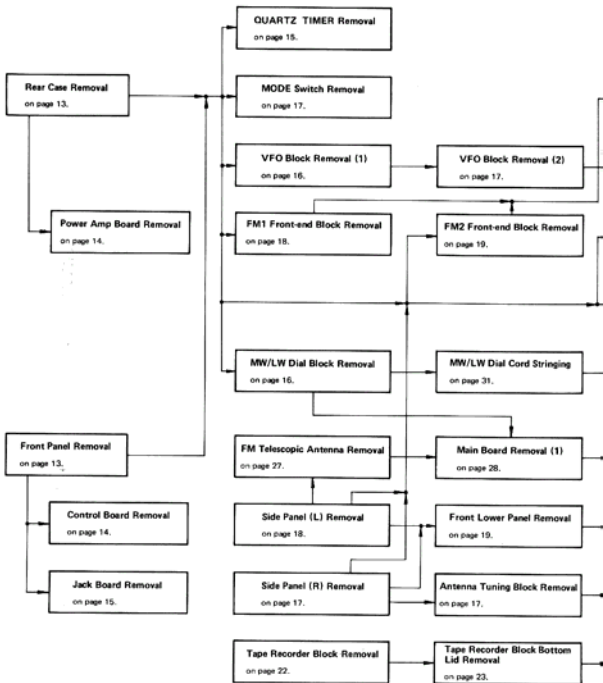 QUARTZ TIMER Removal
on page 15.
Rear Case Removal
on page 13.
MODE Switch Removal
on page 17.
VFO Block Removal (1)
on page 16.
VFO Block Removal (2)
on page 17.
Power Amp Board Removal
on page 14.
FM1 Front-end Block Removal
on page 18.
FM2 Front-end Block Removal
on page 19.
MW/LW Dial Block Removal
on page 16.
MW/LW Dial Cord Stringing
on page 31.
Front Panel Removal
on page 13.
FM Telescopic Antenna Removal
on page 27.
Main Board Removal (1)
on page 28.
Control Board Removal
on page 14.
Side Panel (L) Removal
on page 18.
Front Lower Panel Removal
on page 19.
Jack Board Removal
on page 15.
Side Panel (R) Removal
on page 17.
Antenna Tuning Block Removal
on page 17.
Tape Recorder Block Removal
on page 22.
Tape Recorder Block Bottom
Lid Removal
on page 23.